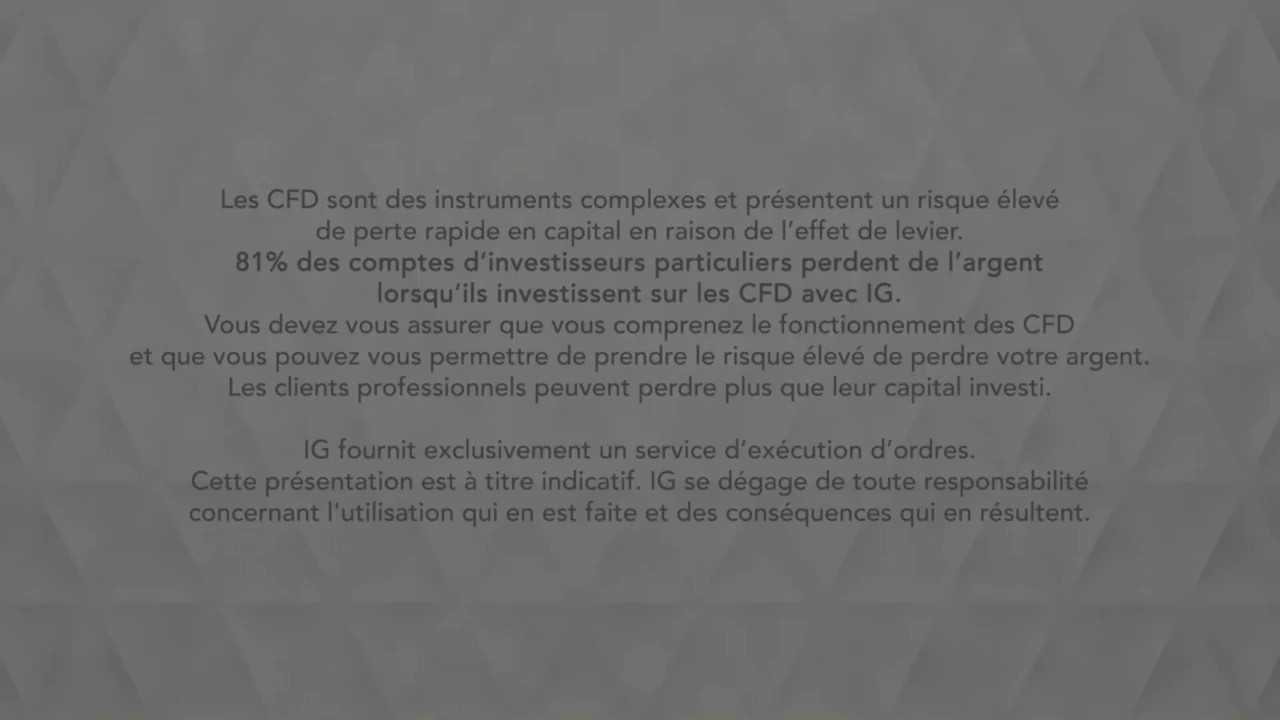 Les CFD sont des instruments complexes et présentent un risque élevé
de perte rapide en capital en raison de l’effet de levier.
81% des comptes d’investisseurs particuliers perdent de l’argent
lorsqu’ils investissent sur les CFD avec IG.
Vous devez vous assurer que vous comprenez le fonctionnement des CFD
et que vous pouvez vous permettre de prendre le risque élevé de perdre votre argent.
Les clients professionnels peuvent perdre plus que leur capital investi.
IG fournit exclusivement un service d’exécution d’ordres.
Cette présentation est à titre indicatif. IG se dégage de toute responsabilité
concernant l'utilisation qui en est faite et des conséquences qui en résultent.